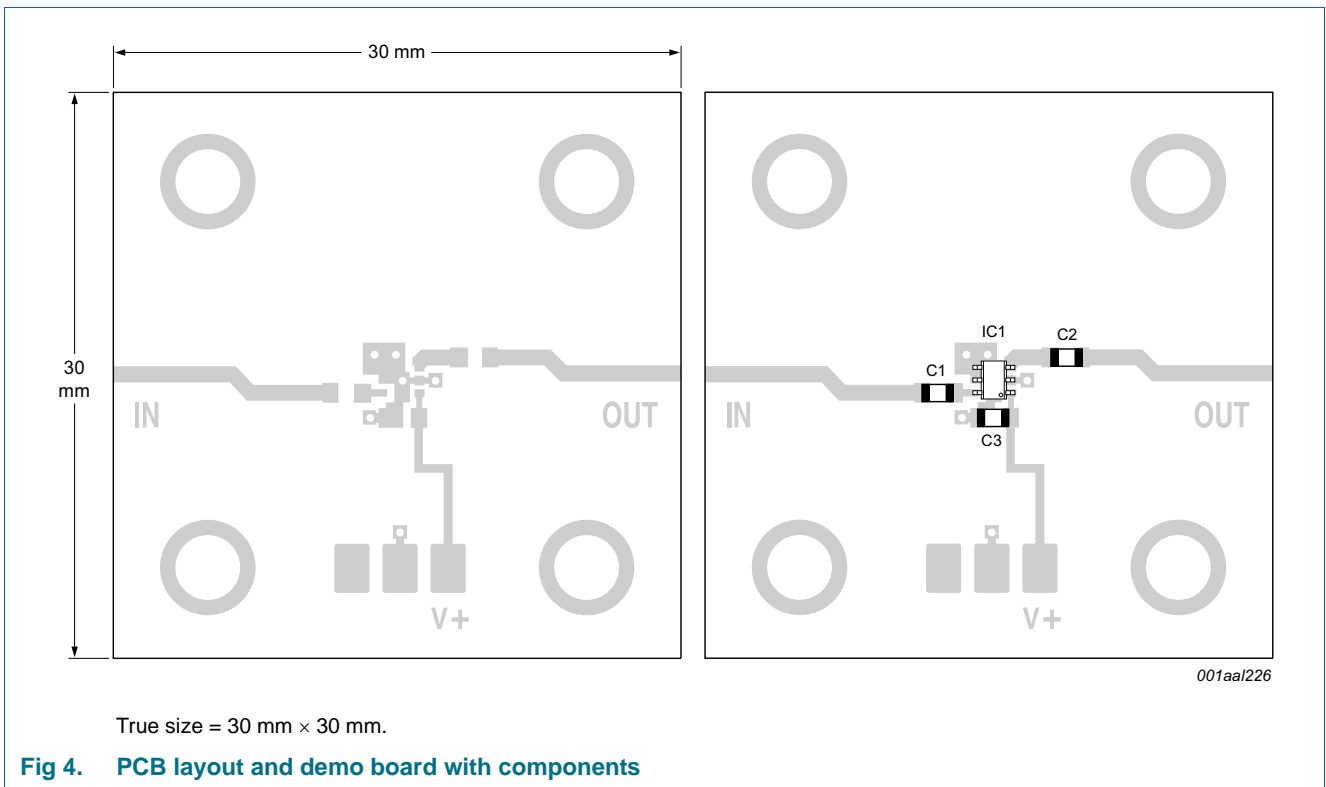 30 mm
30
mm
IN
OUT
V+
IC1
C2
C1
C3
IN
OUT
V+
001aal226
True size = 30 mm × 30 mm.
Fig 4. PCB layout and demo board with components